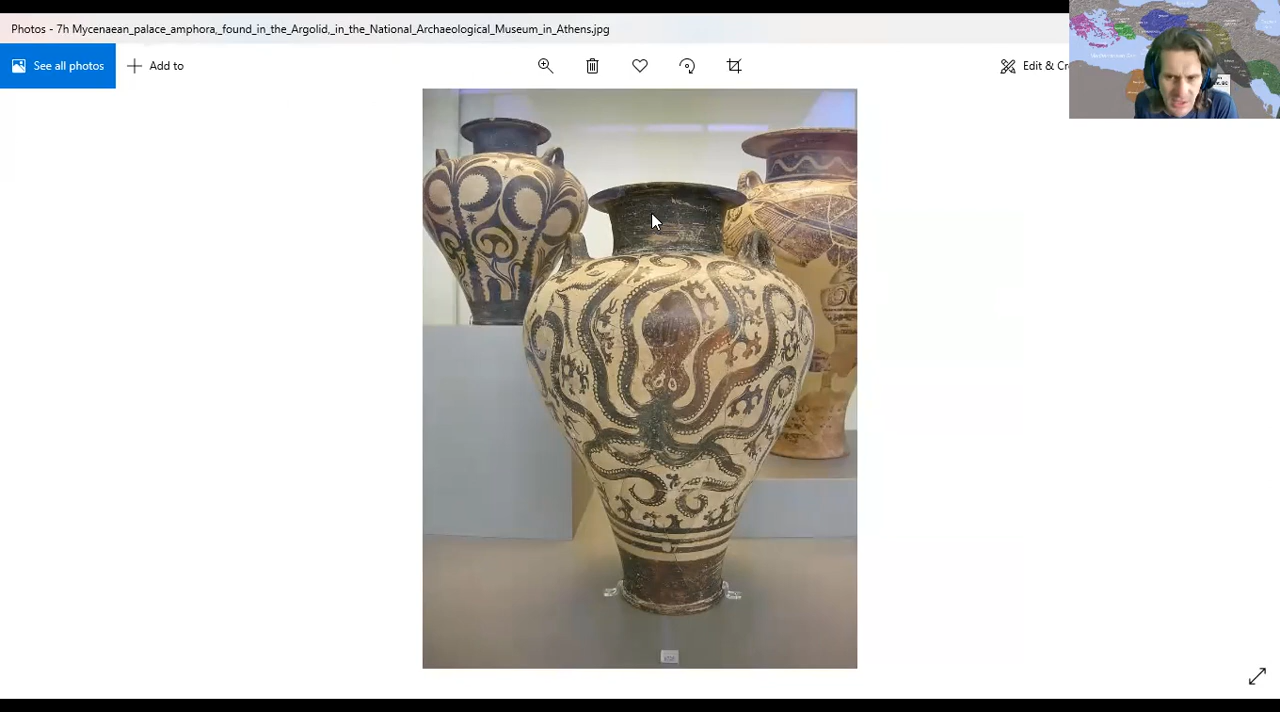 Photos - 7h Mycenaean_palace_amphora,_found_in_the_Argolid,_in_the_National_Archaeological_Museum_in_Athens.jpg
See all photos
Add to
Edit & Cr